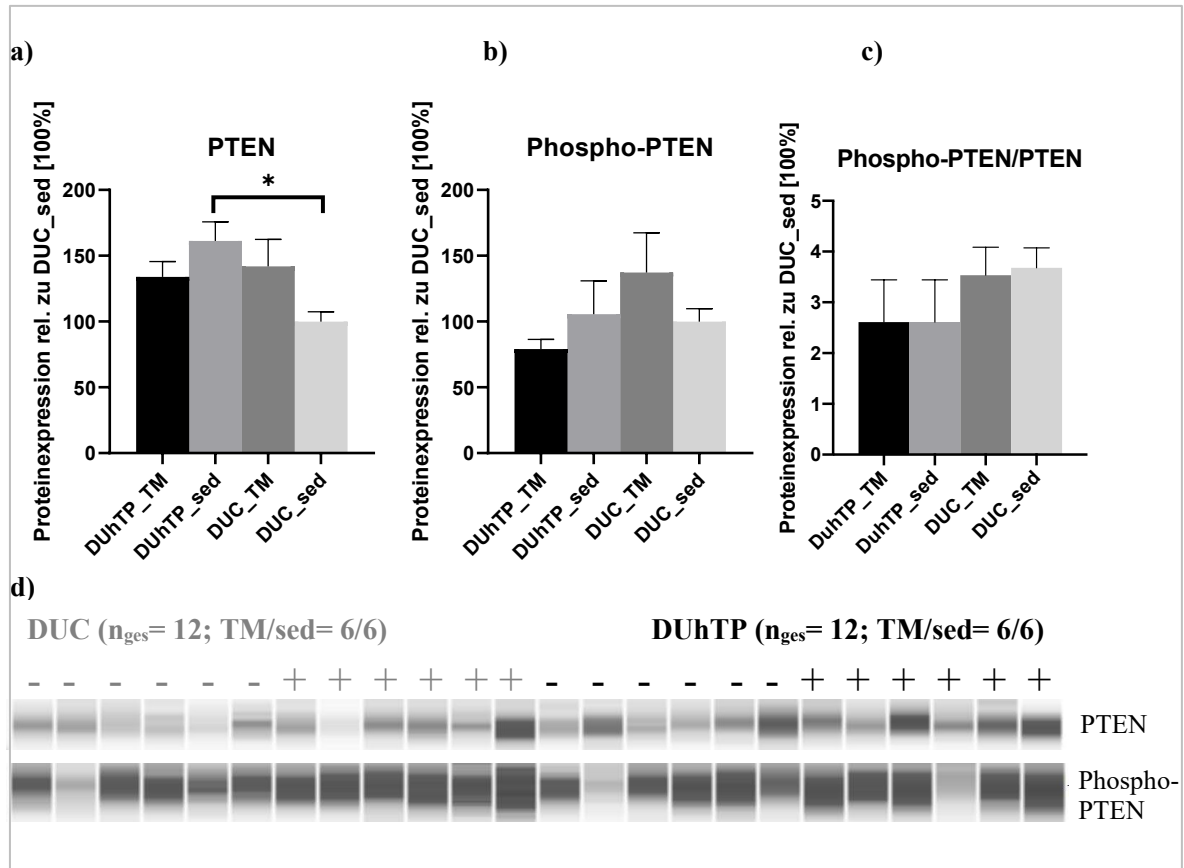 a)
b)
c)
PTEN
Phospho-PTEN
Phospho-PTEN/PTEN
Proteinexpression rel. zu DUC_sed [100%]
200
150
100
50
0
*
DUhTP_TM
DUhTP_sed
DUC_TM
DUC_sed
Proteinexpression rel. zu DUC_sed [100%]
200
150
100
50
0
DUhTP_TM
DUhTP_sed
DUC_TM
DUC_sed
Proteinexpression rel. zu DUC_sed [100%]
5
4
3
2
1
0
DuhTP_TM
DuhTP_sed
DUC_TM
DUC_sed
d)
DUC (nges= 12; TM/sed= 6/6)
DUhTP (nges= 12; TM/sed= 6/6)
- - - - - - + + + + + + - - - - - - + + + + + +
PTEN
Phospho-
PTEN